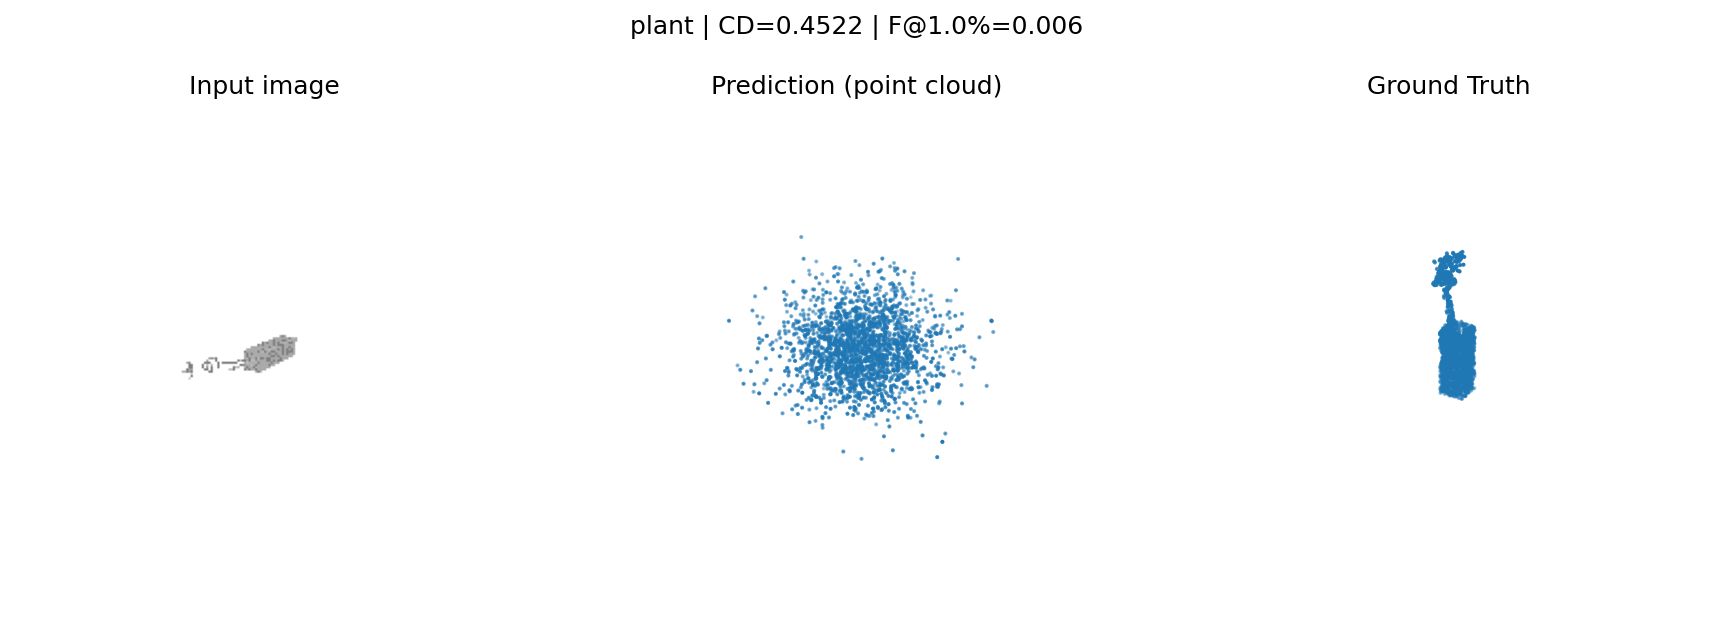 plant | CD=0.4522 | F@1.0%=0.006
Input image
Prediction (point cloud)
Ground Truth